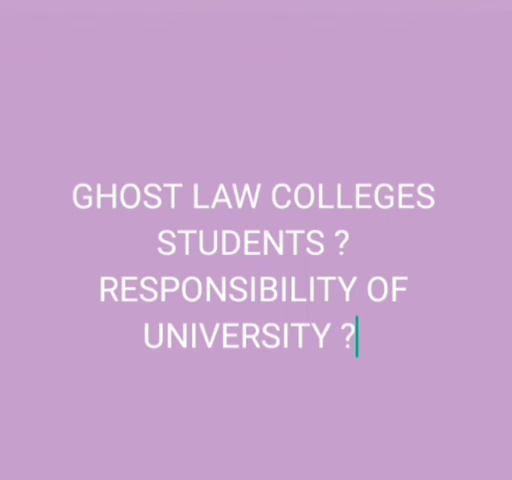 GHOST LAW COLLEGES
STUDENTS ?
RESPONSIBILITY OF
UNIVERSITY ?